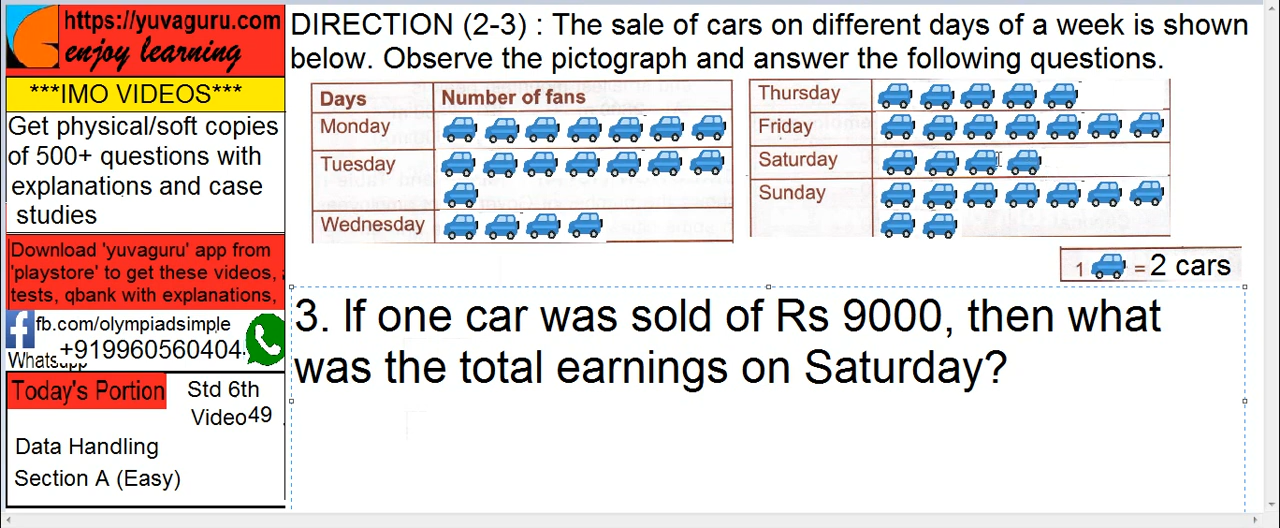 https://yuvaguru.com
enjoy learning
***IMO VIDEOS***
Get physical/soft copies
of 500+ questions with
explanations and case
studies
Download 'yuvaguru' app from
'playstore' to get these videos,
tests, qbank with explanations,
fb.com/olympiadsimple
Whatsupp +919960560404.
Today's Portion Std 6th
Video49
Data Handling
Section A (Easy)
DIRECTION (2-3) : The sale of cars on different days of a week is shown
below. Observe the pictograph and answer the following questions.
Days Number of fans
Monday
Tuesday
Wednesday
Thursday
Friday
Saturday
Sunday
1 = 2 cars
3. If one car was sold of Rs 9000, then what
was the total earnings on Saturday?